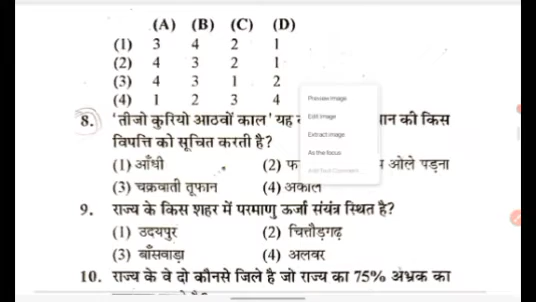 (A) (B) (C) (D)
(1) 3 4 2 1
(2) 4 3 2 1
(3) 4 3 1 2
(4) 1 2 3 4
8. 'तीजो कुरियो आठवों काल' यह
ान की किस
विपत्ति को सूचित करती है?
(1) आँधी (2) फ
ओले पड़ना
(3) चक्रवाती तूफान (4) अकाल
Preview Image
Edit Image
Extract image
As the focus
Add Text Comment
9. राज्य के किस शहर में परमाणु ऊर्जा संयंत्र स्थित है?
(1) उदयपुर (2) चित्तौड़गढ़
(3) बाँसवाड़ा (4) अलवर
10. राज्य के वे दो कौनसे जिले है जो राज्य का 75% अभ्रक का